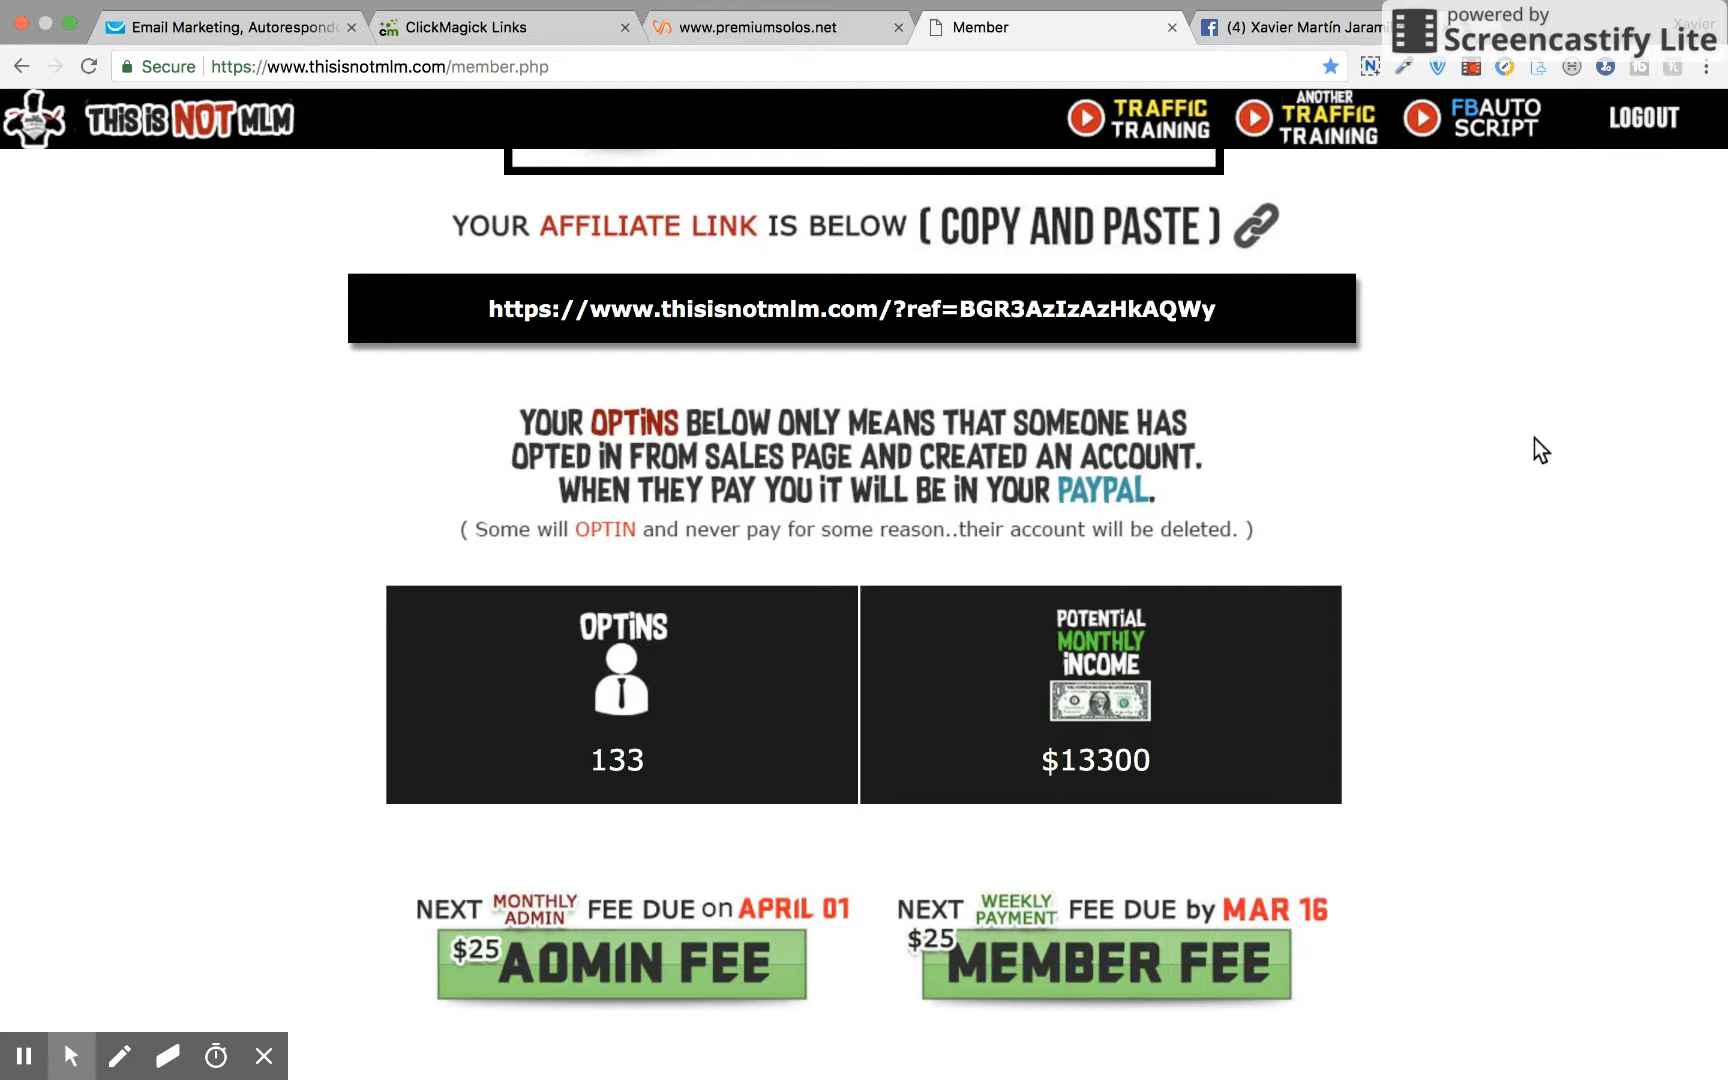 Email Marketing, Autoresponde
ClickMagick Links
www.premiumsolos.net
Member
(4) Xavier Martín Jarami
powered by
Screencastify Lite
Xavier
Secure
https://www.thisisnotmlm.com/member.php
THIS IS NOT MLM
TRAFFIC
TRAINING
ANOTHER
TRAFFIC
TRAINING
FBAUTO
SCRIPT
LOGOUT
YOUR AFFILIATE LINK IS BELOW ( COPY AND PASTE )
https://www.thisisnotmlm.com/?ref=BGR3AzIzAzHkAQWy
YOUR OPTiNS BELOW ONLY MEANS THAT SOMEONE HAS
OPTED iN FROM SALES PAGE AND CREATED AN ACCOUNT.
WHEN THEY PAY YOU iT WiLL BE iN YOUR PAYPAL.
( Some will OPTIN and never pay for some reason..their account will be deleted. )
OPTiNS
133
POTENTiAL
MONTHLY
iNCOME
$13300
NEXT MONTHLY ADMIN FEE DUE on APRIL 01
$25 ADMIN FEE
NEXT WEEKLY PAYMENT FEE DUE by MAR 16
$25 MEMBER FEE